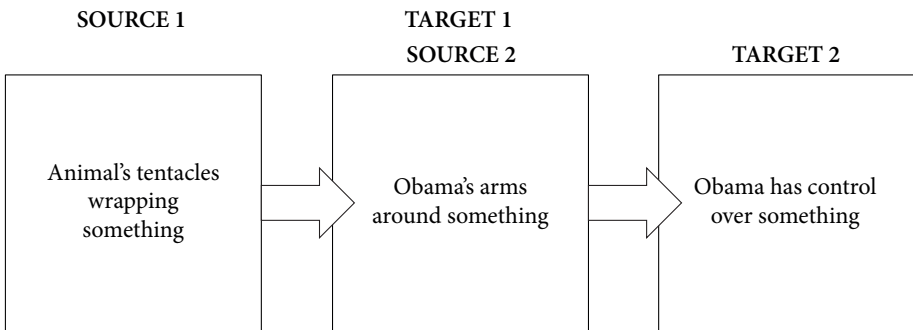 SOURCE 1
TARGET 1
SOURCE 2
TARGET 2
Animal’s tentacles
wrapping
something
Obama’s arms
around something
Obama has control
over something